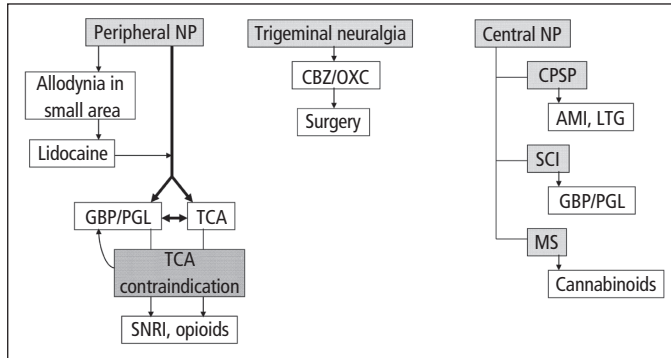 Peripheral NP
Allodynia in
small area
Lidocaine
GBP/PGL
TCA
TCA
contraindication
SNRI, opioids
Trigeminal neuralgia
CBZ/OXC
Surgery
Central NP
CPSP
AMI, LTG
SCI
GBP/PGL
MS
Cannabinoids